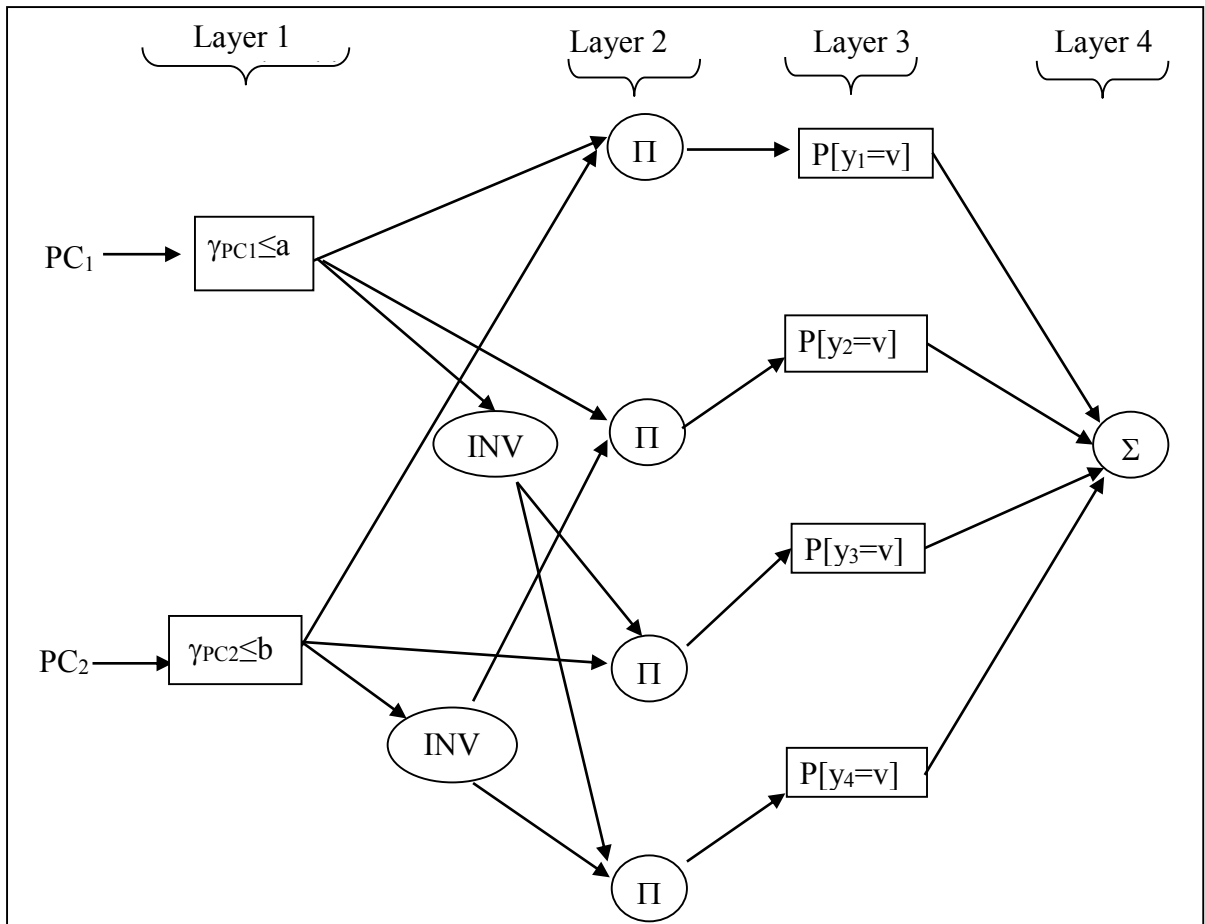 Layer 1
Layer 2
Layer 3
Layer 4
Π
P[y₁=v]
PC₁
γPC1≤a
P[y₂=v]
INV
Π
Σ
P[y₃=v]
PC₂
γPC2≤b
Π
INV
P[y₄=v]
Π